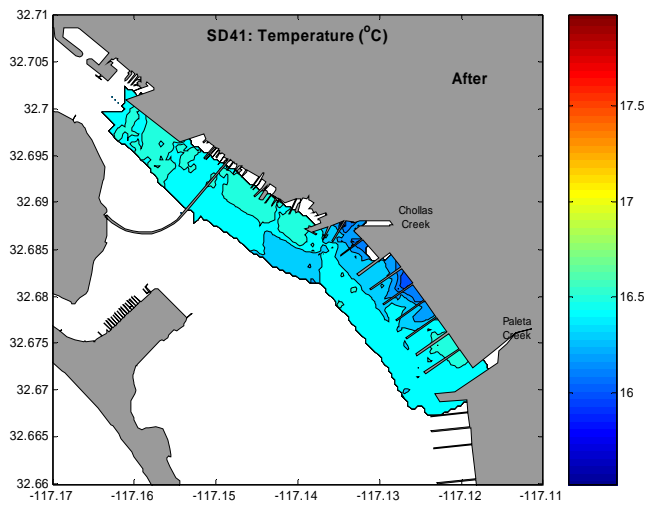 32.71
SD41: Temperature (°C)
32.705
After
17.5
32.7
32.695
17
32.69
Chollas
Creek
32.685
16.5
32.68
Paleta
Creek
32.675
32.67
16
32.665
32.66
-117.17 -117.16 -117.15 -117.14 -117.13 -117.12 -117.11